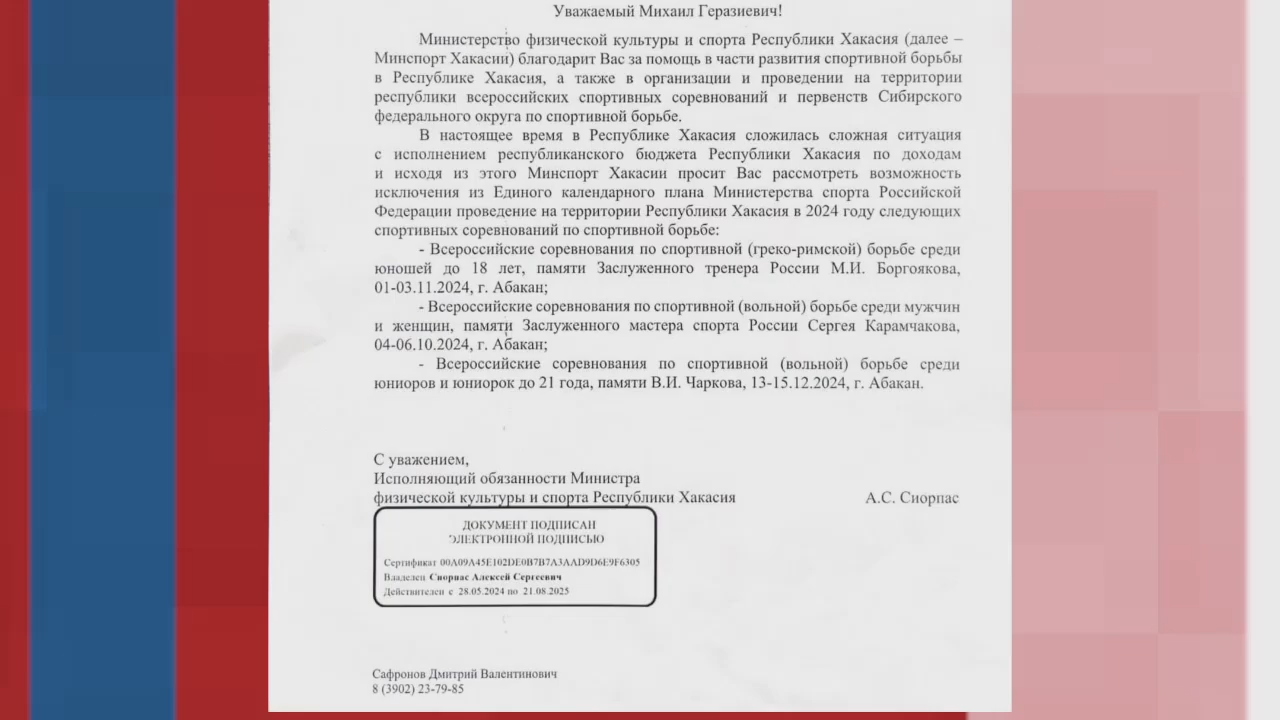 Уважаемый Михаил Геразиевич!
Министерство физической культуры и спорта Республики Хакасия (далее –
Минспорт Хакасии) благодарит Вас за помощь в части развития спортивной борьбы
в Республике Хакасия, а также в организации и проведении на территории
республики всероссийских спортивных соревнований и первенств Сибирского
федерального округа по спортивной борьбе.
В настоящее время в Республике Хакасия сложилась сложная ситуация
с исполнением республиканского бюджета Республики Хакасия по доходам
и исходя из этого Минспорт Хакасии просит Вас рассмотреть возможность
исключения из Единого календарного плана Министерства спорта Российской
Федерации проведение на территории Республики Хакасия в 2024 году следующих
спортивных соревнований по спортивной борьбе:
- Всероссийские соревнования по спортивной (греко-римской) борьбе среди
юношей до 18 лет, памяти Заслуженного тренера России М.И. Боргоякова,
01-03.11.2024, г. Абакан;
- Всероссийские соревнования по спортивной (вольной) борьбе среди мужчин
и женщин, памяти Заслуженного мастера спорта России Сергея Карамчакова,
04-06.10.2024, г. Абакан;
- Всероссийские соревнования по спортивной (вольной) борьбе среди
юниоров и юниорок до 21 года, памяти В.И. Чаркова, 13-15.12.2024, г. Абакан.
С уважением,
Исполняющий обязанности Министра
физической культуры и спорта Республики Хакасия А.С. Сиорпас
ДОКУМЕНТ ПОДПИСАН
ЭЛЕКТРОННОЙ ПОДПИСЬЮ
Сертификат 00A09A45E102DE0B7B7A3AAD9D6E9F6305
Владелец Сиорпас Алексей Сергеевич
Действителен с 28.05.2024 по 21.08.2025
Сафронов Дмитрий Валентинович
8 (3902) 23-79-85